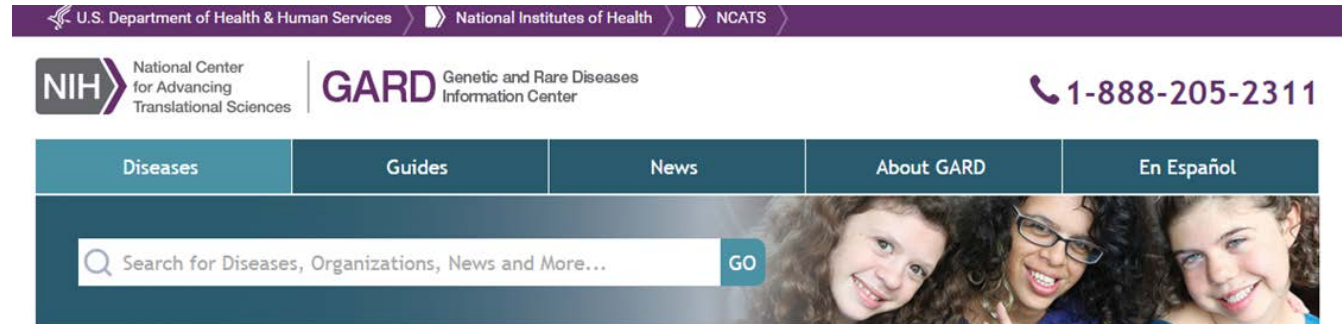 U.S. Department of Health & Human Services National Institutes of Health NCATS
NIH
National Center
for Advancing
Translational Sciences
GARD
Genetic and Rare Diseases
Information Center
1-888-205-2311
Diseases Guides News About GARD En Español
Search for Diseases, Organizations, News and More... GO